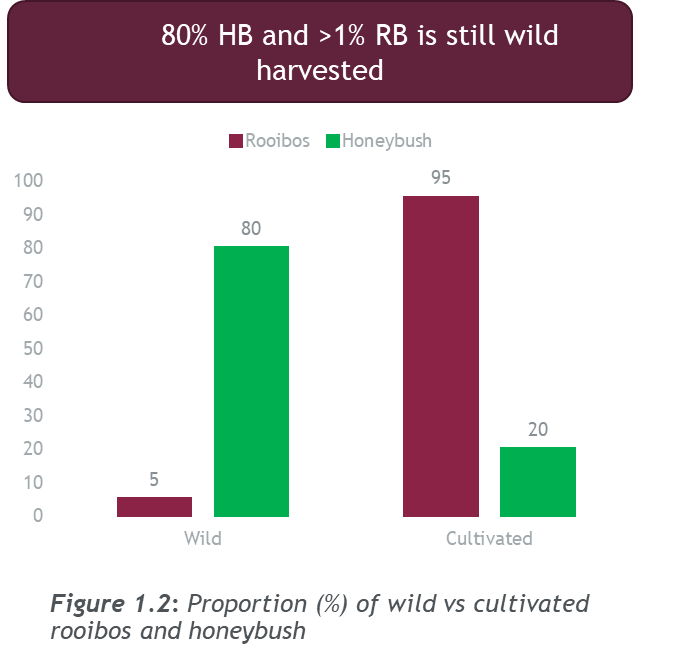 80% HB and >1% RB is still wild
harvested
Rooibos Honeybush
100
90
80
70
60
50
40
30
20
10
0
5
80
95
20
Wild
Cultivated
Figure 1.2: Proportion (%) of wild vs cultivated
rooibos and honeybush